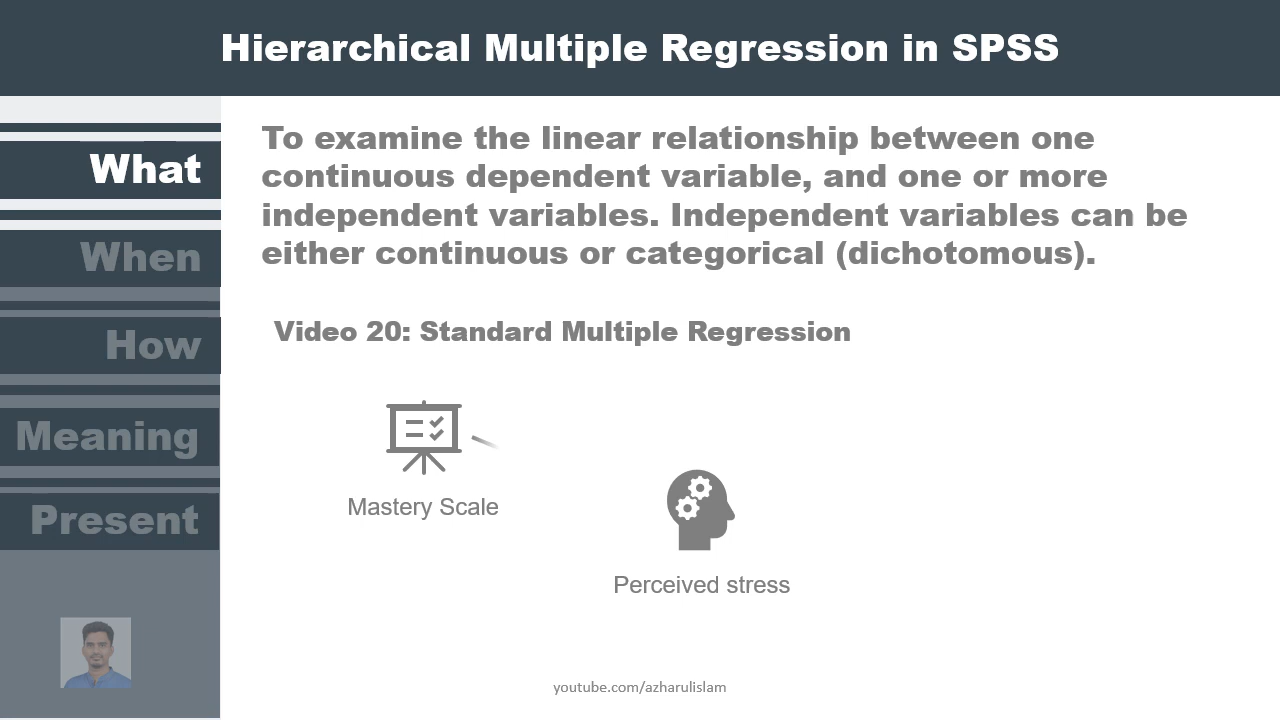 Hierarchical Multiple Regression in SPSS
What
When
How
Meaning
Present
To examine the linear relationship between one
continuous dependent variable, and one or more
independent variables. Independent variables can be
either continuous or categorical (dichotomous).
Video 20: Standard Multiple Regression
Mastery Scale
Perceived stress
youtube.com/azharulislam